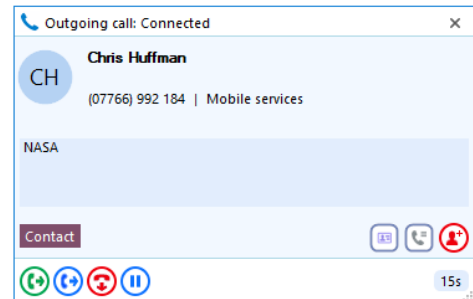 Outgoing call: Connected
CH
Chris Huffman
(07766) 992 184 | Mobile services
NASA
Contact
15s